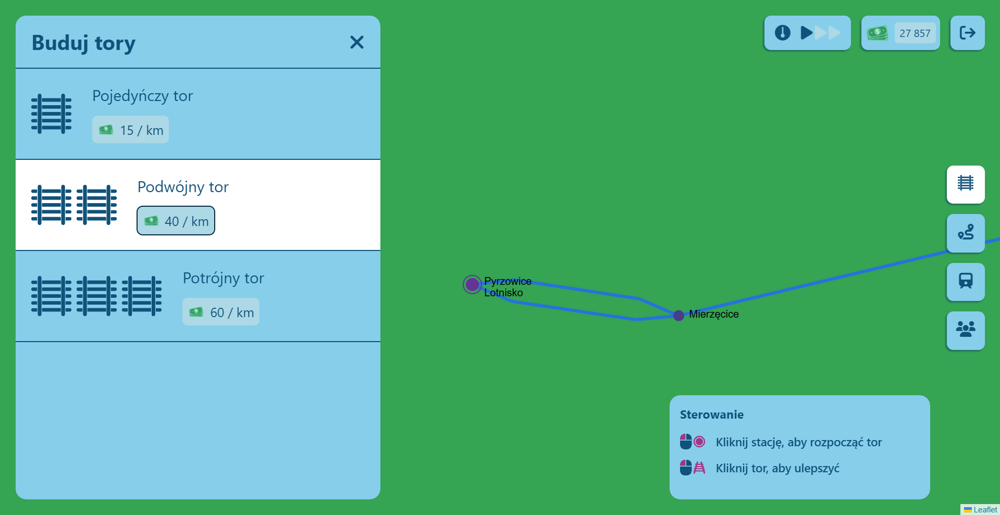 Buduj tory
Pojedyńczy tor
15 / km
Podwójny tor
40 / km
Potrójny tor
60 / km
27 857
Pyrzowice
Lotnisko
Mierzęcice
Sterowanie
Kliknij stację, aby rozpocząć tor
Kliknij tor, aby ulepszyć
Leaflet